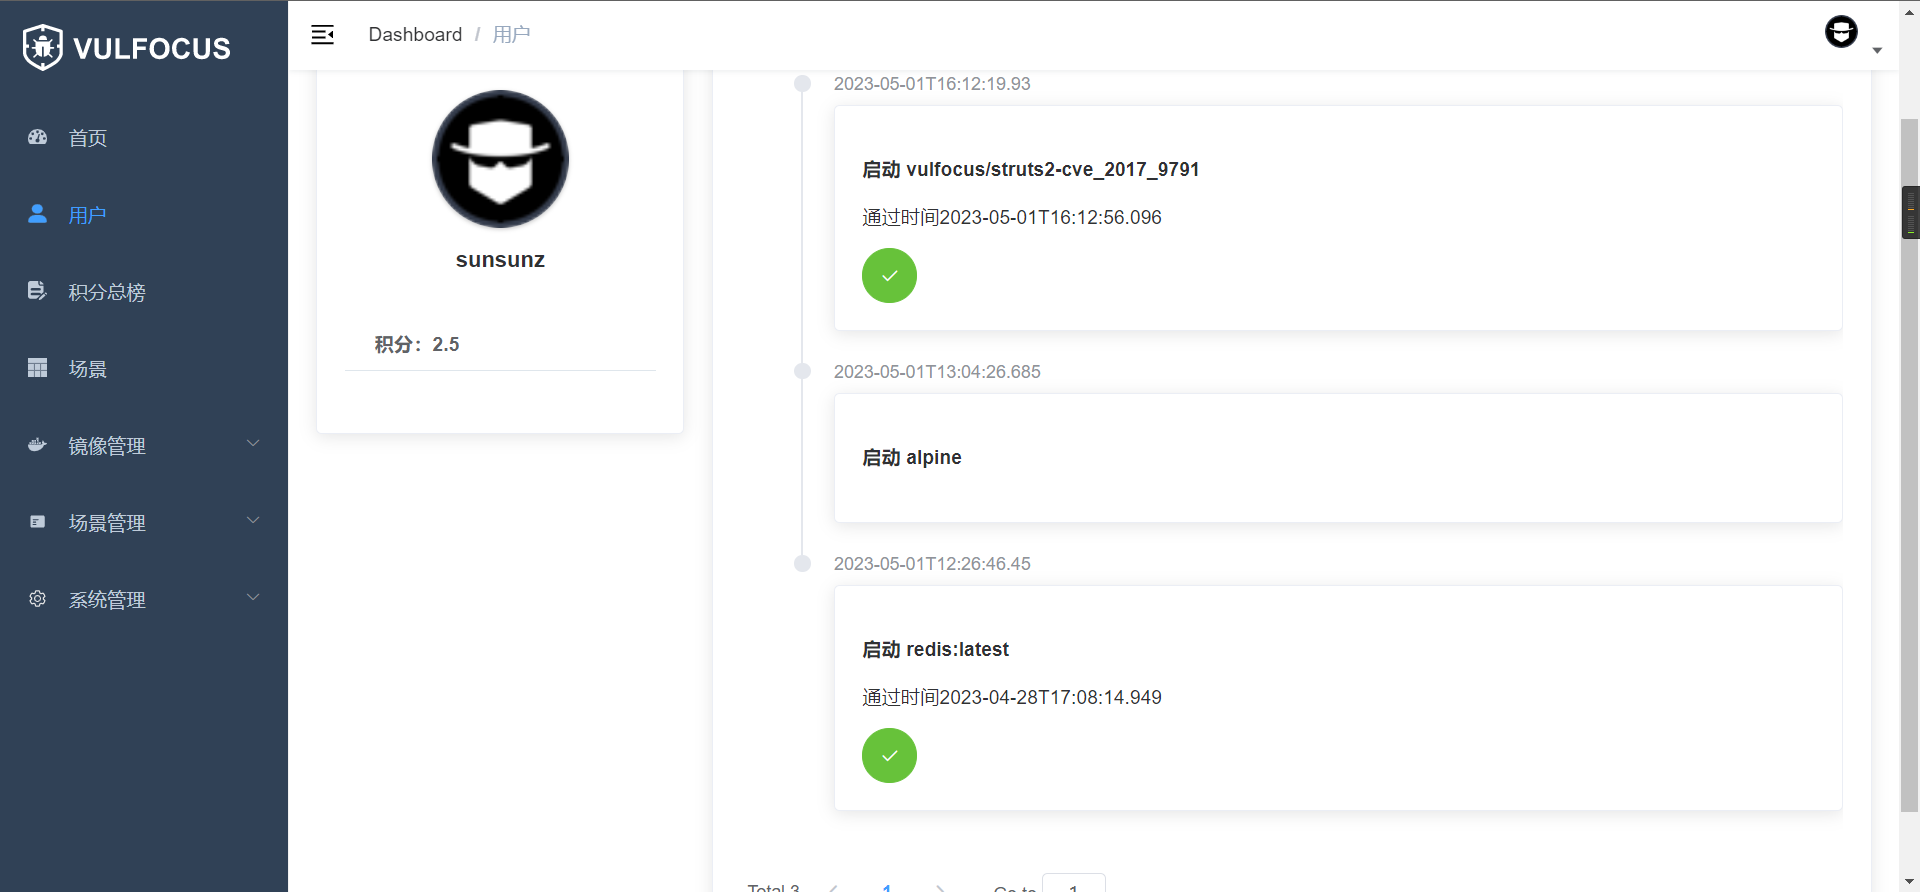 VULFOCUS
首页
用户
积分总榜
场景
镜像管理
场景管理
系统管理
Dashboard / 用户
sunsunz
积分：2.5
2023-05-01T16:12:19.93
启动 vulfocus/struts2-cve_2017_9791
通过时间2023-05-01T16:12:56.096
2023-05-01T13:04:26.685
启动 alpine
2023-05-01T12:26:46.45
启动 redis:latest
通过时间2023-04-28T17:08:14.949
Total 3 1 Go to 1